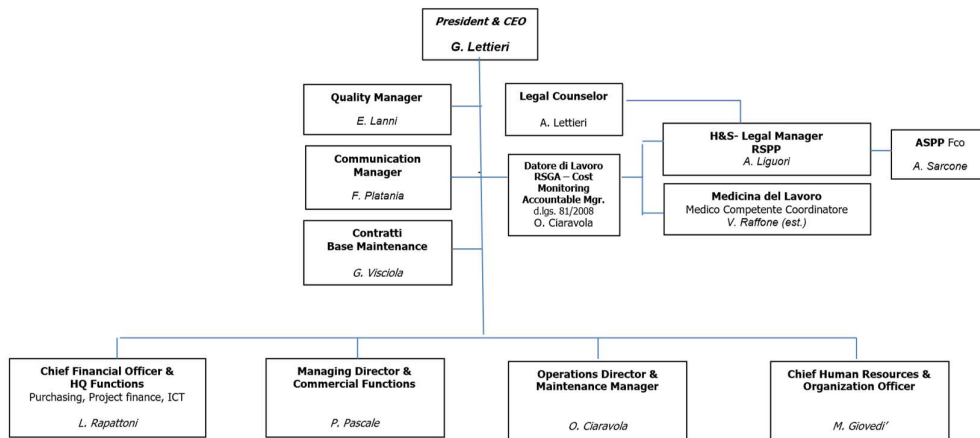 President & CEO
G. Lettieri
Quality Manager
E. Lanni
Legal Counselor
A. Lettieri
H&S- Legal Manager
RSPP
A. Liguori
ASPP Fco
A. Sarcone
Communication
Manager
F. Platania
Datore di Lavoro
RSGA – Cost
Monitoring
Accountable Mgr.
d.lgs. 81/2008
O. Ciaravola
Medicina del Lavoro
Medico Competente Coordinatore
V. Raffone (est.)
Contratti
Base Maintenance
G. Visciola
Chief Financial Officer &
HQ Functions
Purchasing, Project finance, ICT
L. Rapattoni
Managing Director &
Commercial Functions
P. Pascale
Operations Director &
Maintenance Manager
O. Ciaravola
Chief Human Resources &
Organization Officer
M. Giovedi’